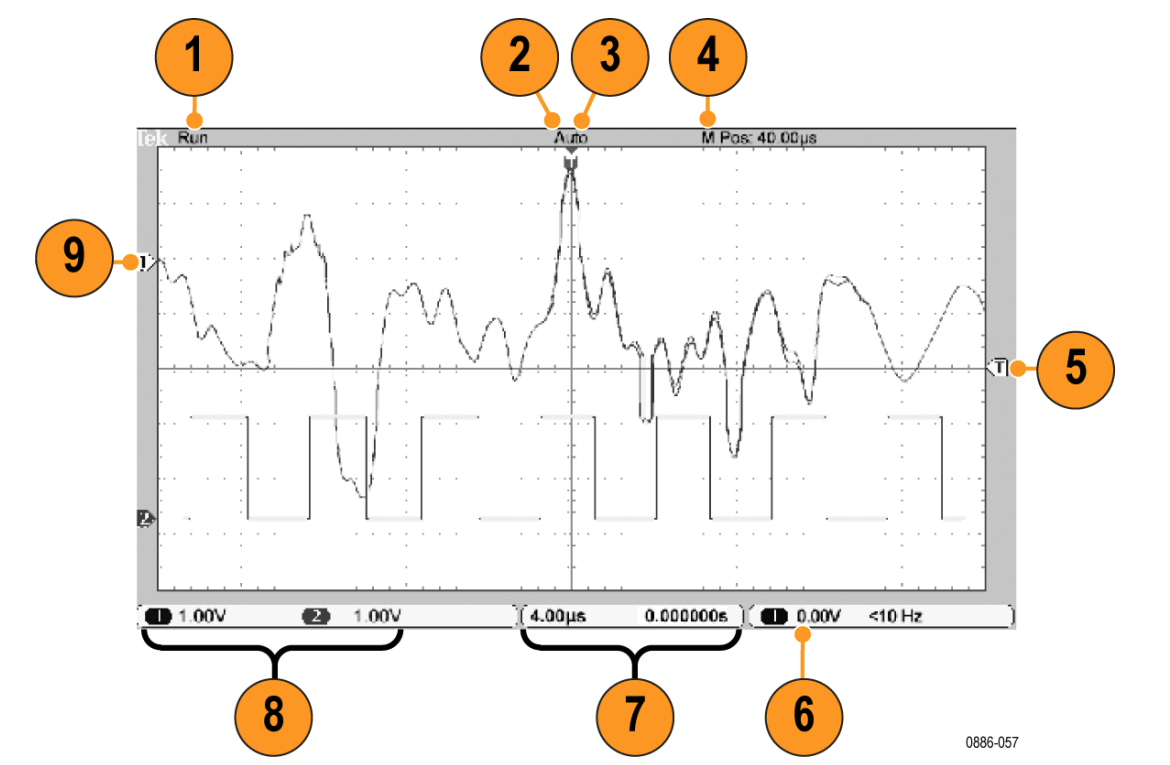 1 2 3 4
Tek Run Auto M Pos: 40.00µs
T
9 1
T 5
2
1 1.00V 2 1.00V 4.00µs 0.000000s 1 0.00V <10 Hz
8 7 6
0886-057